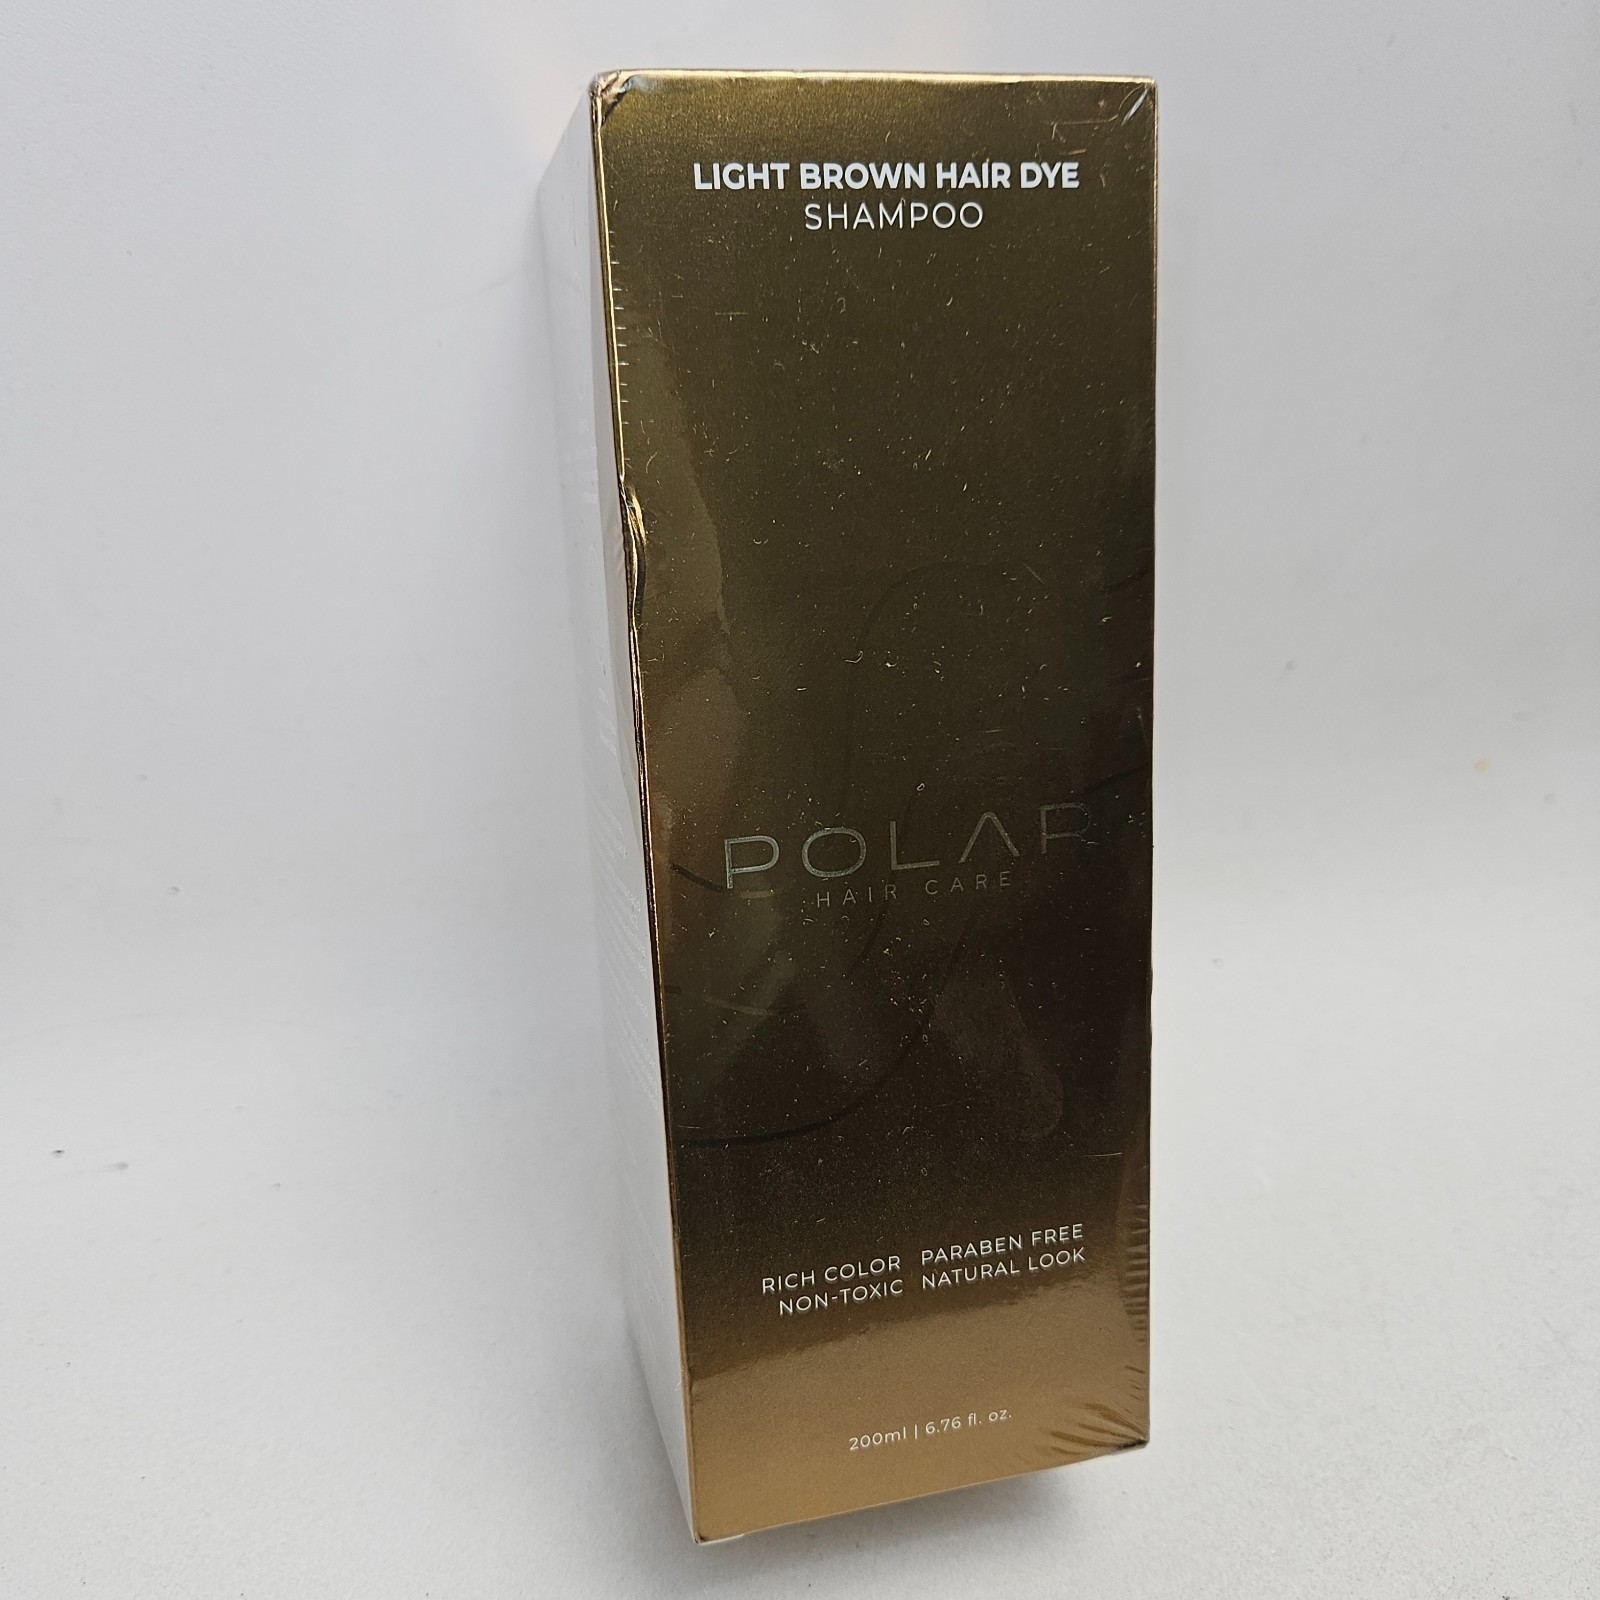 LIGHT BROWN HAIR DYE
SHAMPOO
POLAR
HAIR CARE
RICH COLOR PARABEN FREE
NON-TOXIC NATURAL LOOK
200ml | 6.76 fl. oz.